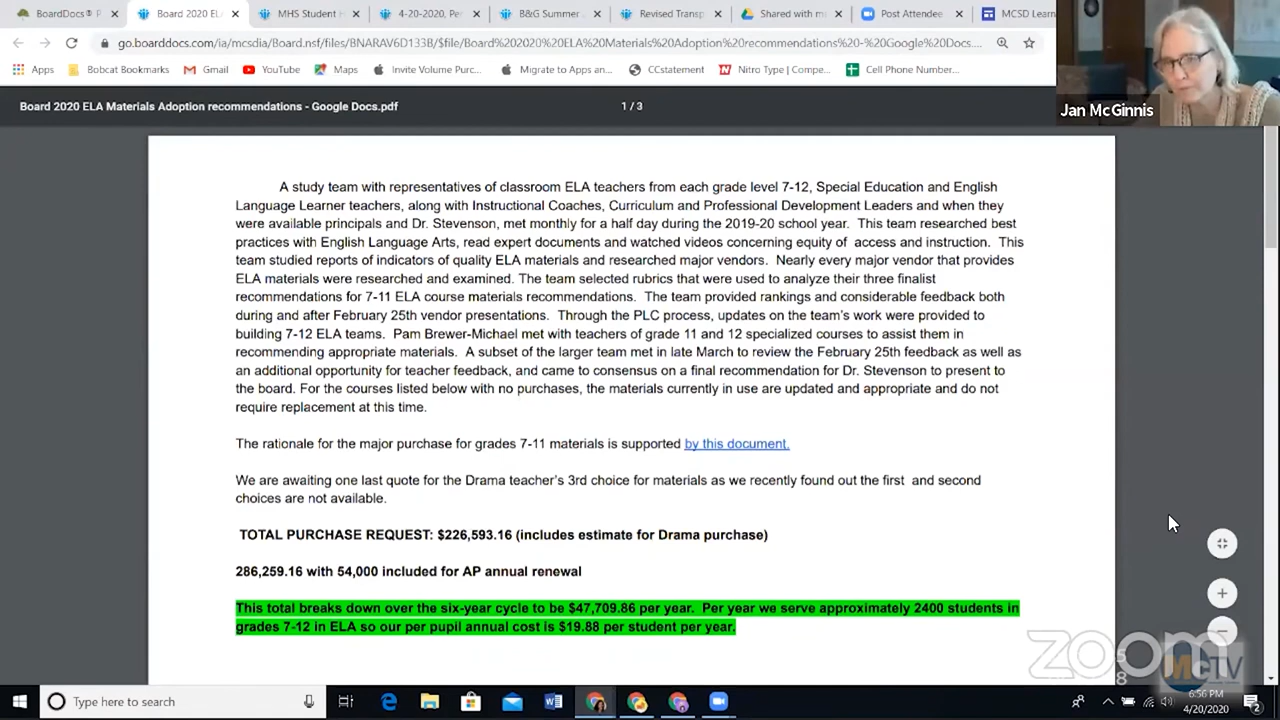 BoardDocs® P
Board 2020 EL
MHS Student H
4-20-2020, Pe
B&G Summer
Revised Transp
Shared with m
Post Attendee
MCSD Learn
go.boarddocs.com/ia/mcsdia/Board.nsf/files/BNARAV6D133B/$file/Board%202020%20ELA%20Materials%20Adoption%20recommendations%20-%20Google%20Docs....
Apps
Bobcat Bookmarks
Gmail
YouTube
Maps
Invite Volume Purc...
Migrate to Apps an...
CCstatement
Nitro Type | Compe...
Cell Phone Number...
Board 2020 ELA Materials Adoption recommendations - Google Docs.pdf
1 / 3
Jan McGinnis
A study team with representatives of classroom ELA teachers from each grade level 7-12, Special Education and English
Language Learner teachers, along with Instructional Coaches, Curriculum and Professional Development Leaders and when they
were available principals and Dr. Stevenson, met monthly for a half day during the 2019-20 school year.  This team researched best
practices with English Language Arts, read expert documents and watched videos concerning equity of  access and instruction.  This
team studied reports of indicators of quality ELA materials and researched major vendors.  Nearly every major vendor that provides
ELA materials were researched and examined. The team selected rubrics that were used to analyze their three finalist
recommendations for 7-11 ELA course materials recommendations.  The team provided rankings and considerable feedback both
during and after February 25th vendor presentations.  Through the PLC process, updates on the team's work were provided to
building 7-12 ELA teams.  Pam Brewer-Michael met with teachers of grade 11 and 12 specialized courses to assist them in
recommending appropriate materials.  A subset of the larger team met in late March to review the February 25th feedback as well as
an additional opportunity for teacher feedback, and came to consensus on a final recommendation for Dr. Stevenson to present to
the board. For the courses listed below with no purchases, the materials currently in use are updated and appropriate and do not
require replacement at this time.
The rationale for the major purchase for grades 7-11 materials is supported by this document.
We are awaiting one last quote for the Drama teacher's 3rd choice for materials as we recently found out the first  and second
choices are not available.
TOTAL PURCHASE REQUEST: $226,593.16 (includes estimate for Drama purchase)
286,259.16 with 54,000 included for AP annual renewal
This total breaks down over the six-year cycle to be $47,709.86 per year.  Per year we serve approximately 2400 students in
grades 7-12 in ELA so our per pupil annual cost is $19.88 per student per year.
zoom
MCTV
58
Type here to search
6:56 PM
4/20/2020
2